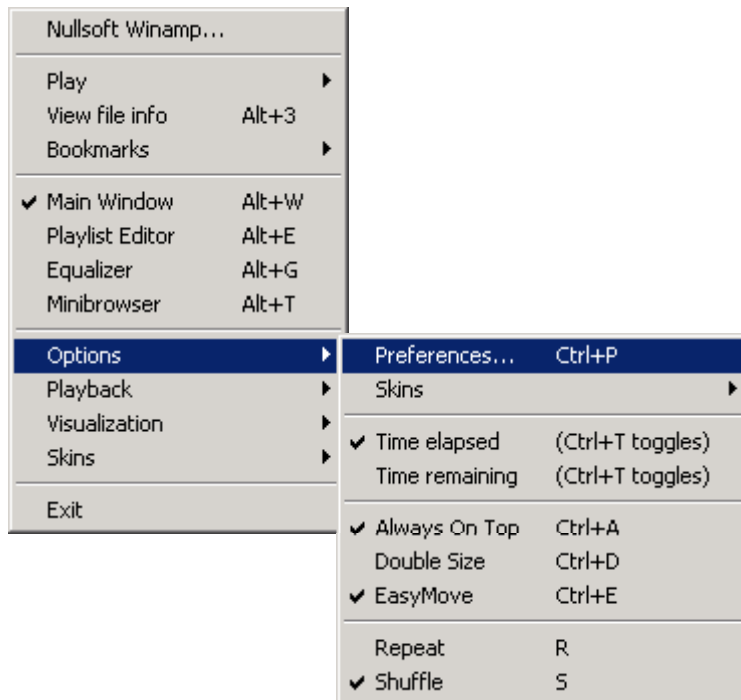 Nullsoft Winamp...
Play
View file info Alt+3
Bookmarks
Main Window Alt+W
Playlist Editor Alt+E
Equalizer Alt+G
Minibrowser Alt+T
Options
Playback
Visualization
Skins
Exit
Preferences... Ctrl+P
Skins
Time elapsed (Ctrl+T toggles)
Time remaining (Ctrl+T toggles)
Always On Top Ctrl+A
Double Size Ctrl+D
EasyMove Ctrl+E
Repeat R
Shuffle S